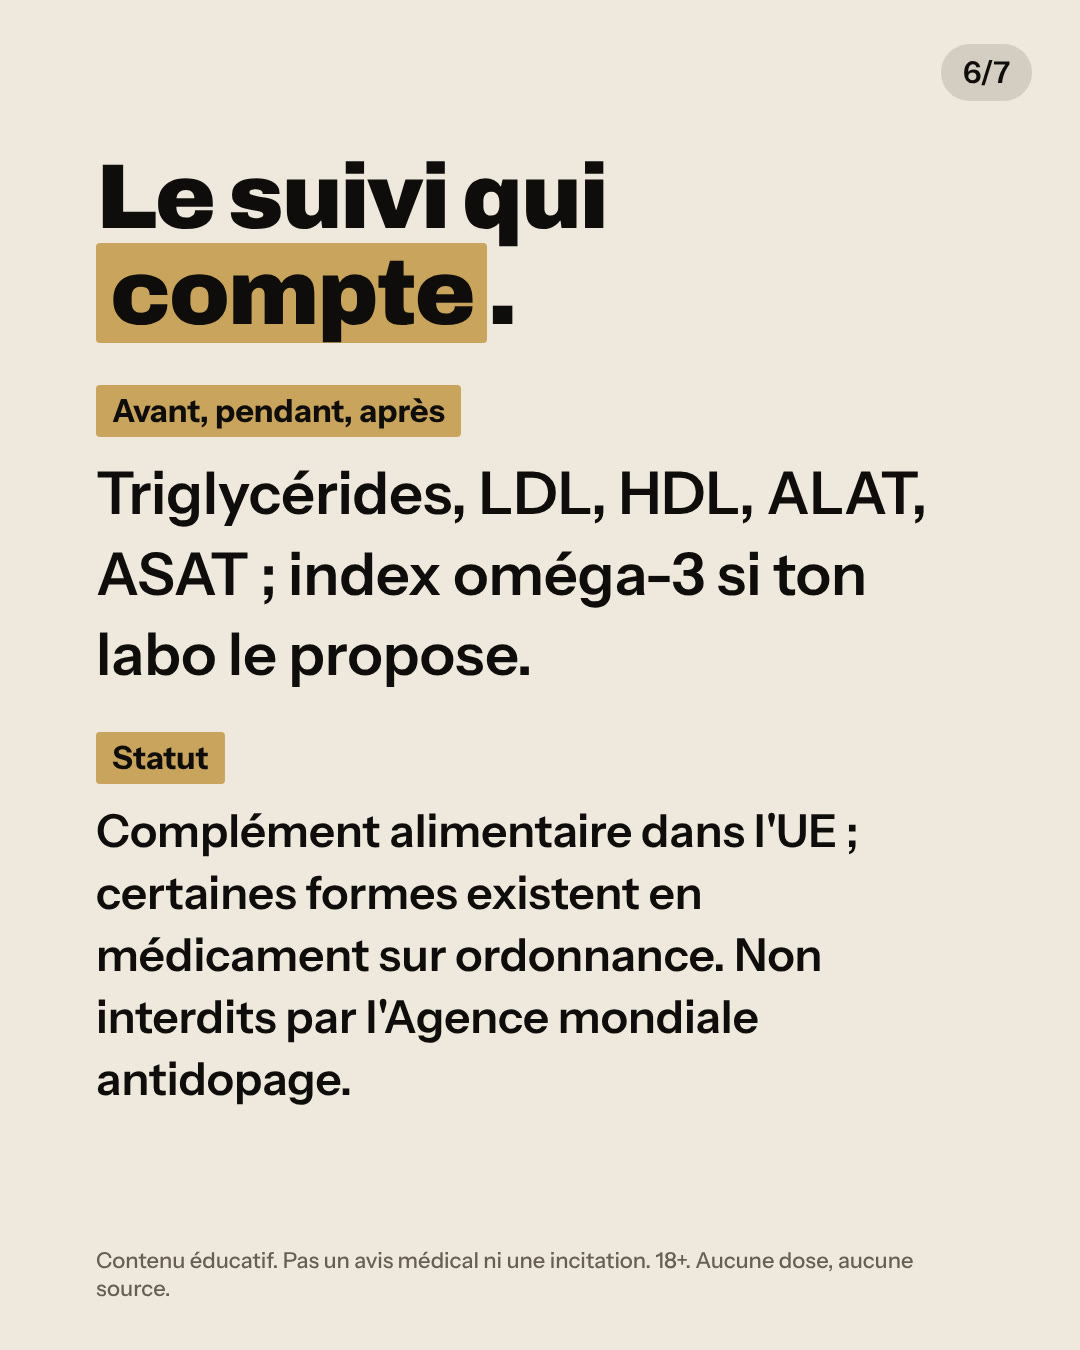 6/7
Le suivi qui
compte.
Avant, pendant, après
Triglycérides, LDL, HDL, ALAT,
ASAT ; index oméga-3 si ton
labo le propose.
Statut
Complément alimentaire dans l'UE ;
certaines formes existent en
médicament sur ordonnance. Non
interdits par l'Agence mondiale
antidopage.
Contenu éducatif. Pas un avis médical ni une incitation. 18+. Aucune dose, aucune
source.